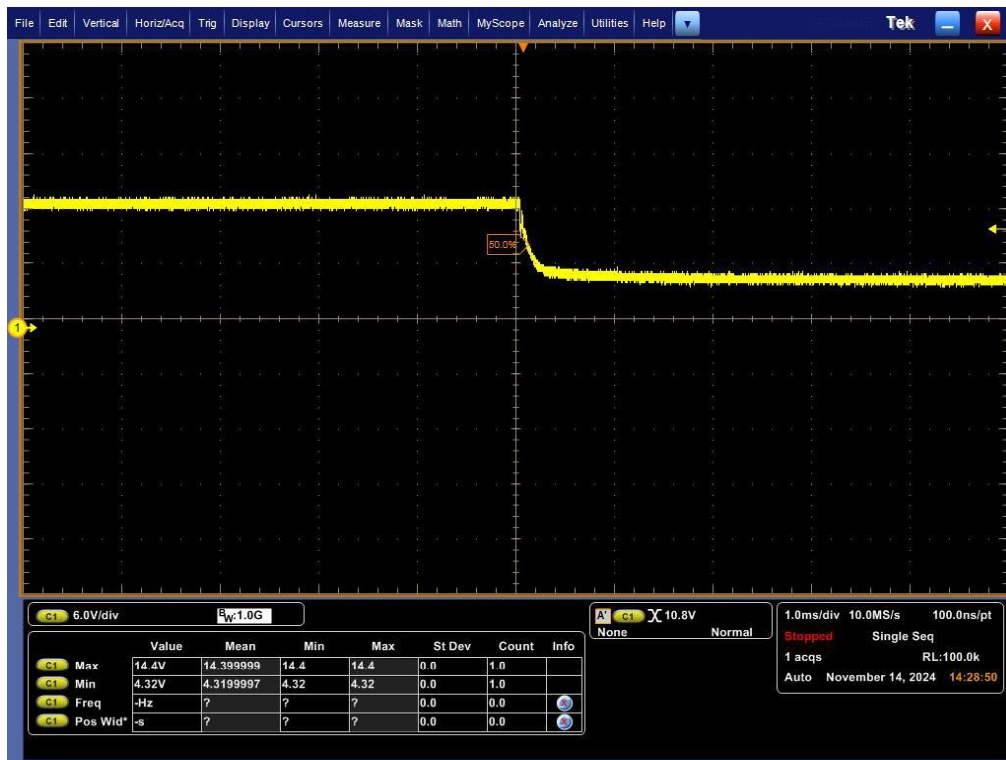 File Edit Vertical Horiz/Acq Trig Display Cursors Measure Mask Math MyScope Analyze Utilities Help Tek X
50.0%
1
C1 6.0V/div BW:1.0G
A' C1 10.8V
None Normal
1.0ms/div 10.0MS/s 100.0ns/pt
Stopped Single Seq
1 acqs RL:100.0k
Auto November 14, 2024 14:28:50
Value Mean Min Max St Dev Count Info
C1 Max 14.4V 14.399999 14.4 14.4 0.0 1.0
C1 Min 4.32V 4.3199997 4.32 4.32 0.0 1.0
C1 Freq -Hz ? ? ? 0.0 0.0
C1 Pos Wid* -s ? ? ? 0.0 0.0